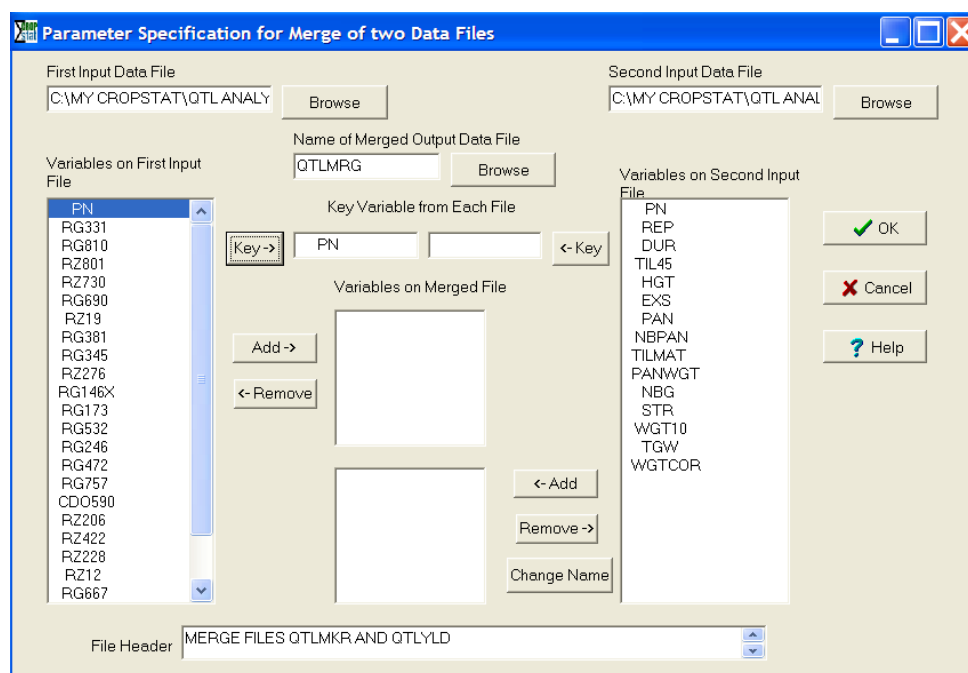 Parameter Specification for Merge of two Data Files
First Input Data File
Second Input Data File
C:\MY CROPSTAT\QTL ANALY
Browse
C:\MY CROPSTAT\QTL ANAL
Browse
Name of Merged Output Data File
QTLMRG
Browse
Variables on First Input
File
Variables on Second Input
File
Key Variable from Each File
Key ->
PN
<- Key
Variables on Merged File
PN
RG331
RG810
RZ801
RZ730
RG690
RZ19
RG381
RG345
RZ276
RG146X
RG173
RG532
RG246
RG472
RG757
CDO590
RZ206
RZ422
RZ228
RZ12
RG667
Add ->
<- Remove
<- Add
Remove ->
Change Name
PN
REP
DUR
TIL45
HGT
EXS
PAN
NBPAN
TILMAT
PANWGT
NBG
STR
WGT10
TGW
WGTCOR
OK
Cancel
? Help
File Header
MERGE FILES QTLMKR AND QTLYLD